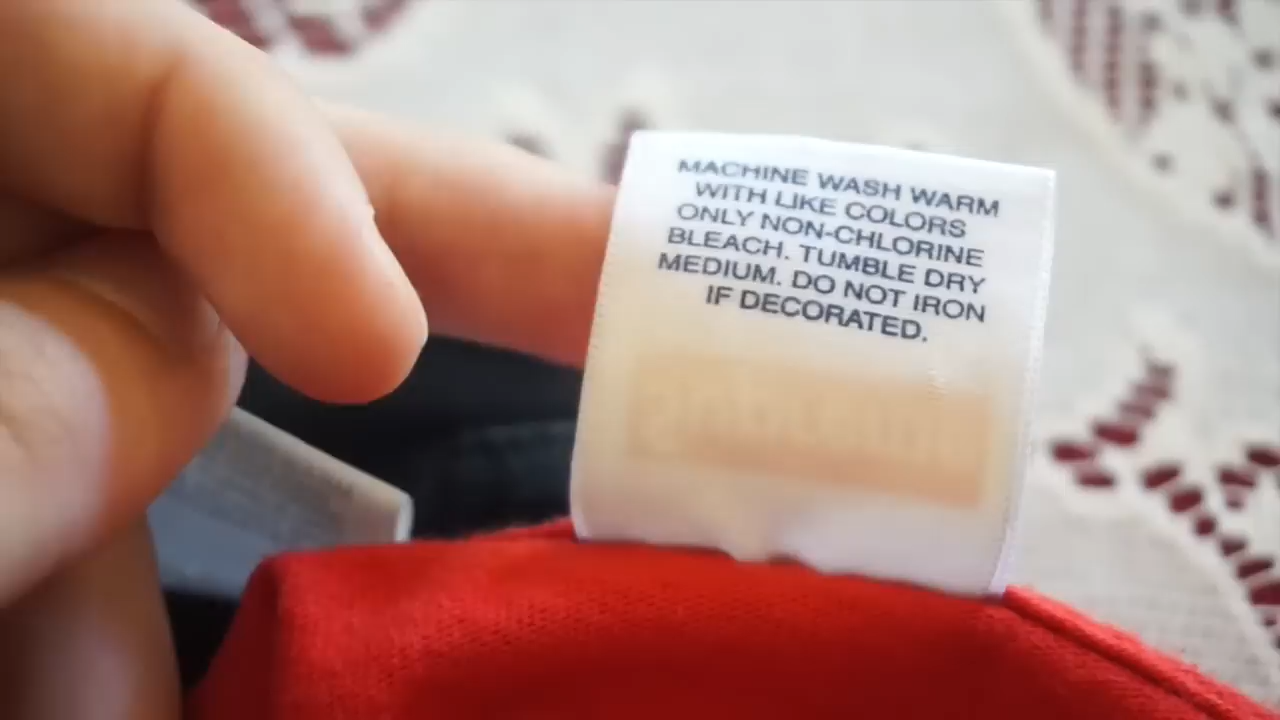 MACHINE WASH WARM
WITH LIKE COLORS
ONLY NON-CHLORINE
BLEACH. TUMBLE DRY
MEDIUM. DO NOT IRON
IF DECORATED.